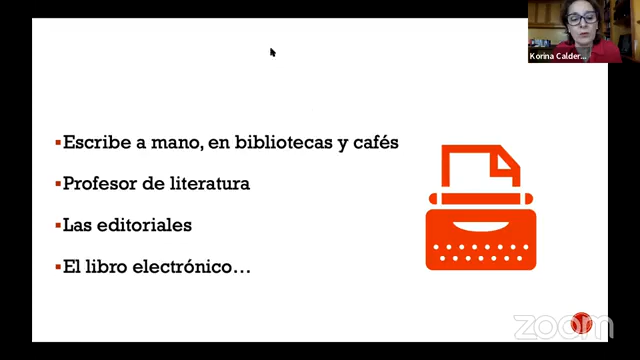 Korina Calder...
Escribe a mano, en bibliotecas y cafés
Profesor de literatura
Las editoriales
El libro electrónico...
zoom